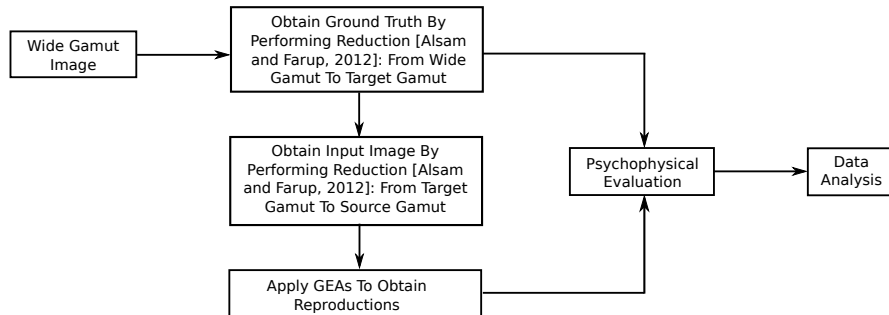 Wide Gamut
Image
Obtain Ground Truth By
Performing Reduction [Alsam
and Farup, 2012]: From Wide
Gamut To Target Gamut
Obtain Input Image By
Performing Reduction [Alsam
and Farup, 2012]: From Target
Gamut To Source Gamut
Apply GEAs To Obtain
Reproductions
Psychophysical
Evaluation
Data
Analysis